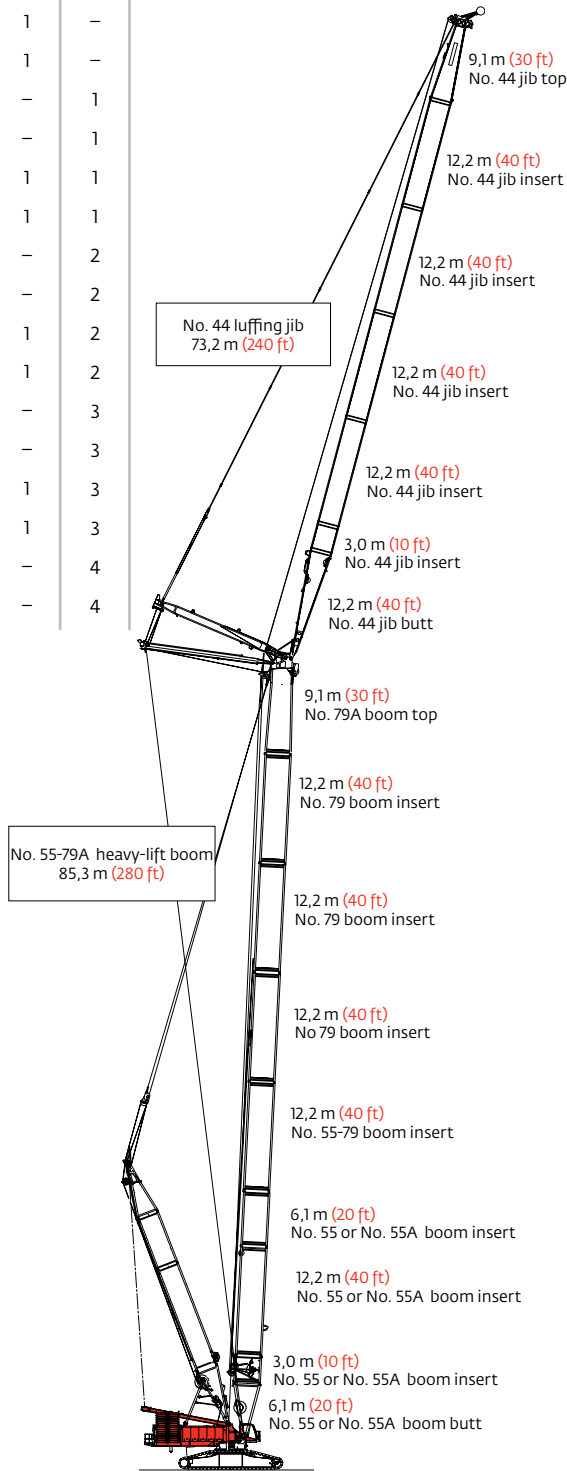 1 –
1 –
– 1
– 1
1 1
1 1
– 2
– 2
1 2
1 2
– 3
– 3
1 3
1 3
– 4
– 4
9,1 m (30 ft)
No. 44 jib top
12,2 m (40 ft)
No. 44 jib insert
12,2 m (40 ft)
No. 44 jib insert
No. 44 luffing jib
73,2 m (240 ft)
12,2 m (40 ft)
No. 44 jib insert
12,2 m (40 ft)
No. 44 jib insert
3,0 m (10 ft)
No. 44 jib insert
12,2 m (40 ft)
No. 44 jib butt
9,1 m (30 ft)
No. 79A boom top
12,2 m (40 ft)
No. 79 boom insert
No. 55-79A heavy-lift boom
85,3 m (280 ft)
12,2 m (40 ft)
No. 79 boom insert
12,2 m (40 ft)
No 79 boom insert
12,2 m (40 ft)
No. 55-79 boom insert
6,1 m (20 ft)
No. 55 or No. 55A boom insert
12,2 m (40 ft)
No. 55 or No. 55A boom insert
3,0 m (10 ft)
No. 55 or No. 55A boom insert
6,1 m (20 ft)
No. 55 or No. 55A boom butt